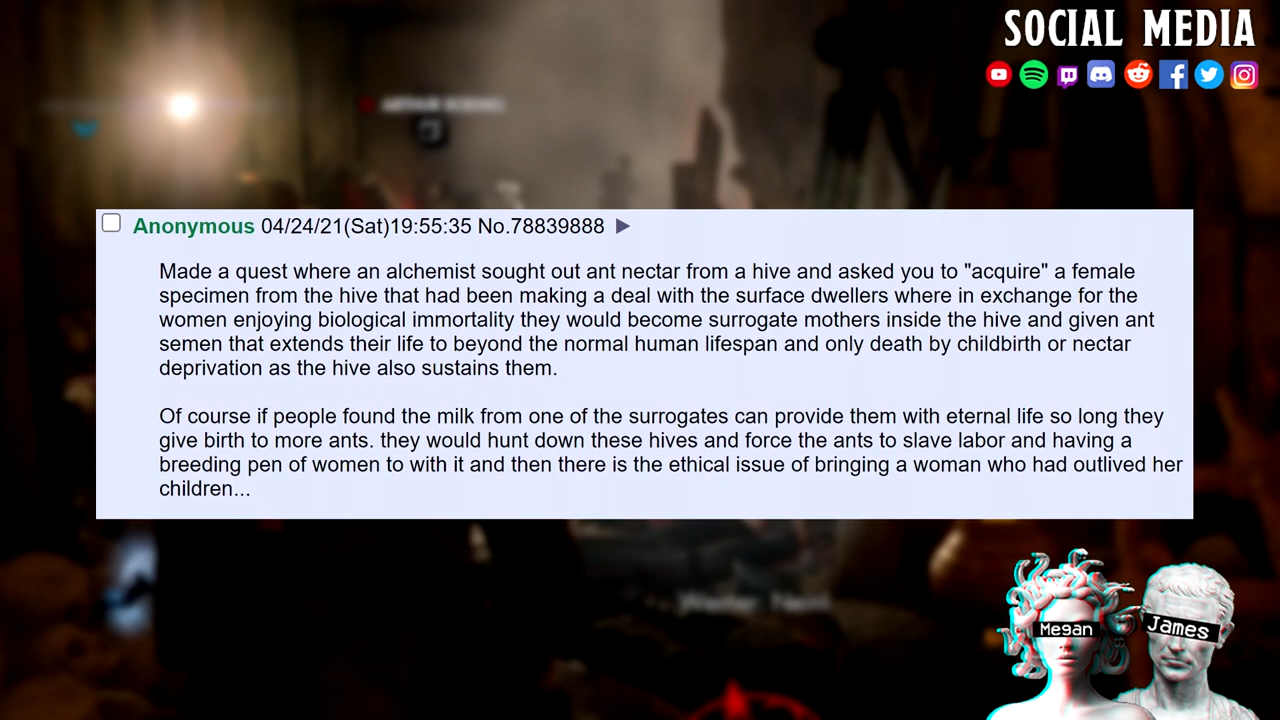 SOCIAL MEDIA
Anonymous 04/24/21(Sat)19:55:35 No.78839888
Made a quest where an alchemist sought out ant nectar from a hive and asked you to "acquire" a female
specimen from the hive that had been making a deal with the surface dwellers where in exchange for the
women enjoying biological immortality they would become surrogate mothers inside the hive and given ant
semen that extends their life to beyond the normal human lifespan and only death by childbirth or nectar
deprivation as the hive also sustains them.
Of course if people found the milk from one of the surrogates can provide them with eternal life so long they
give birth to more ants. they would hunt down these hives and force the ants to slave labor and having a
breeding pen of women to with it and then there is the ethical issue of bringing a woman who had outlived her
children...
Megan
James